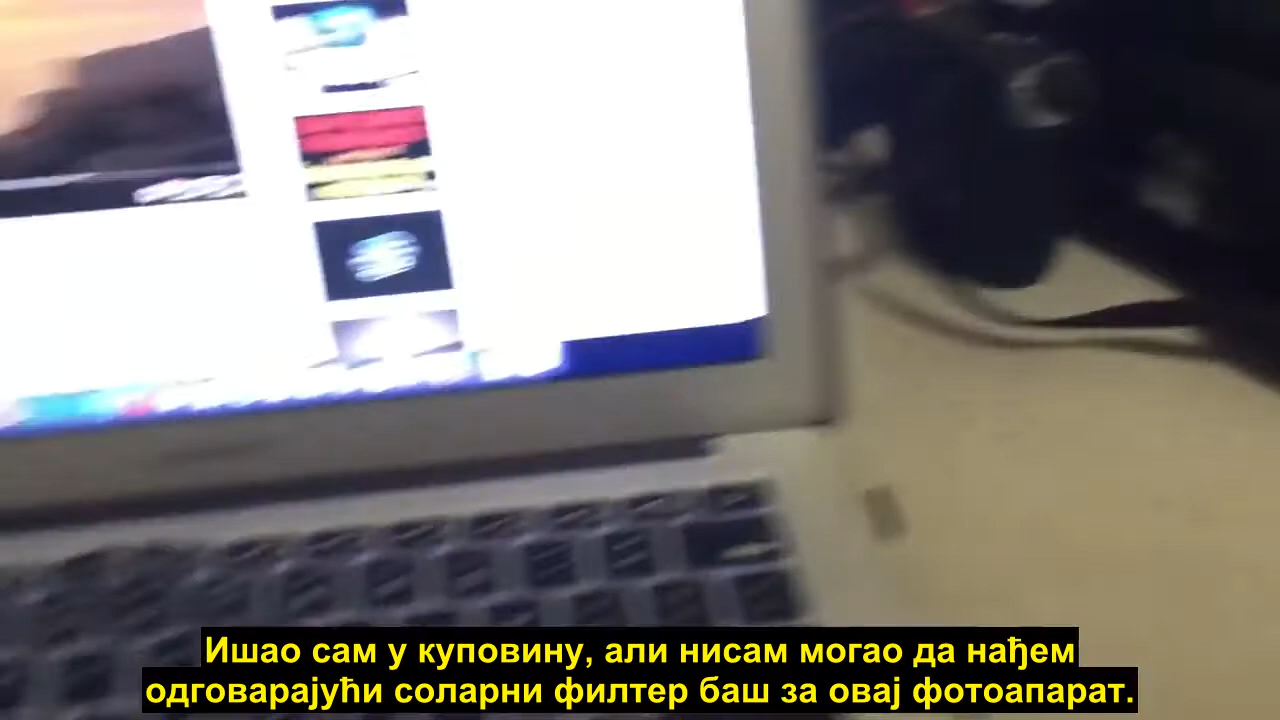 Ишао сам у куповину, али нисам могао да нађем
одговарајући соларни филтер баш за овај фотоапарат.